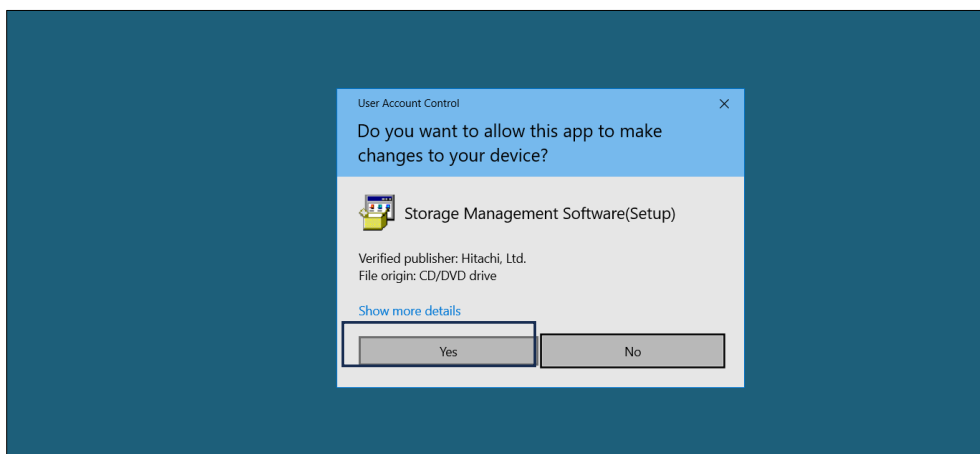 User Account Control
Do you want to allow this app to make
changes to your device?
Storage Management Software(Setup)
Verified publisher: Hitachi, Ltd.
File origin: CD/DVD drive
Show more details
Yes
No